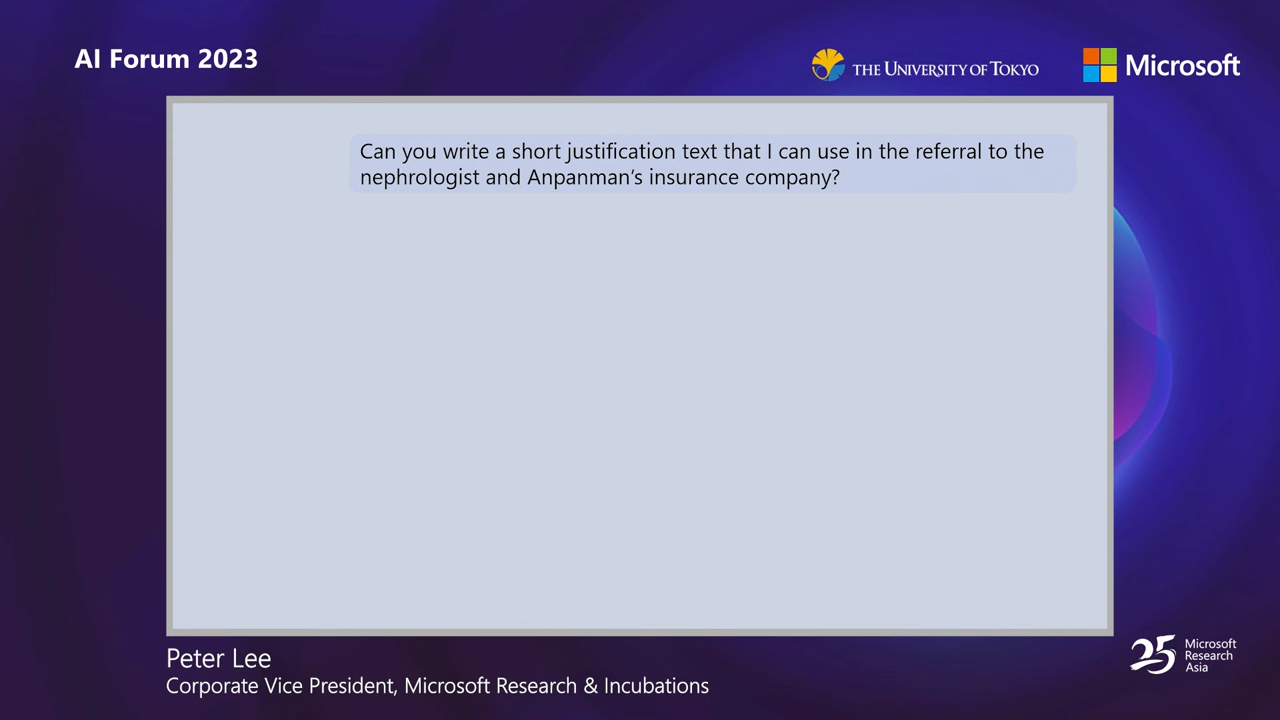 AI Forum 2023
THE UNIVERSITY OF TOKYO
Microsoft
Can you write a short justification text that I can use in the referral to the
nephrologist and Anpanman's insurance company?
Peter Lee
Corporate Vice President, Microsoft Research & Incubations
25
Microsoft
Research
Asia